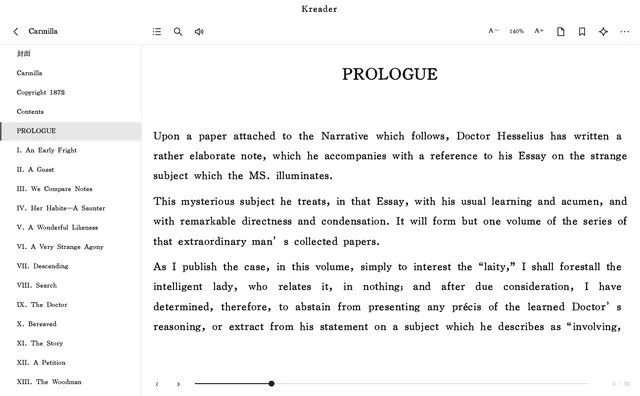 Kreader
Carmilla
A−
140%
A+
封面
Carmilla
Copyright 1872
Contents
PROLOGUE
I. An Early Fright
II. A Guest
III. We Compare Notes
IV. Her Habits—A Saunter
V. A Wonderful Likeness
VI. A Very Strange Agony
VII. Descending
VIII. Search
IX. The Doctor
X. Bereaved
XI. The Story
XII. A Petition
XIII. The Woodman
PROLOGUE
Upon a paper attached to the Narrative which follows, Doctor Hesselius has written a
rather elaborate note, which he accompanies with a reference to his Essay on the strange
subject which the MS. illuminates.
This mysterious subject he treats, in that Essay, with his usual learning and acumen, and
with remarkable directness and condensation. It will form but one volume of the series of
that extraordinary man’s collected papers.
As I publish the case, in this volume, simply to interest the “laity,” I shall forestall the
intelligent lady, who relates it, in nothing; and after due consideration, I have
determined, therefore, to abstain from presenting any précis of the learned Doctor’s
reasoning, or extract from his statement on a subject which he describes as “involving,